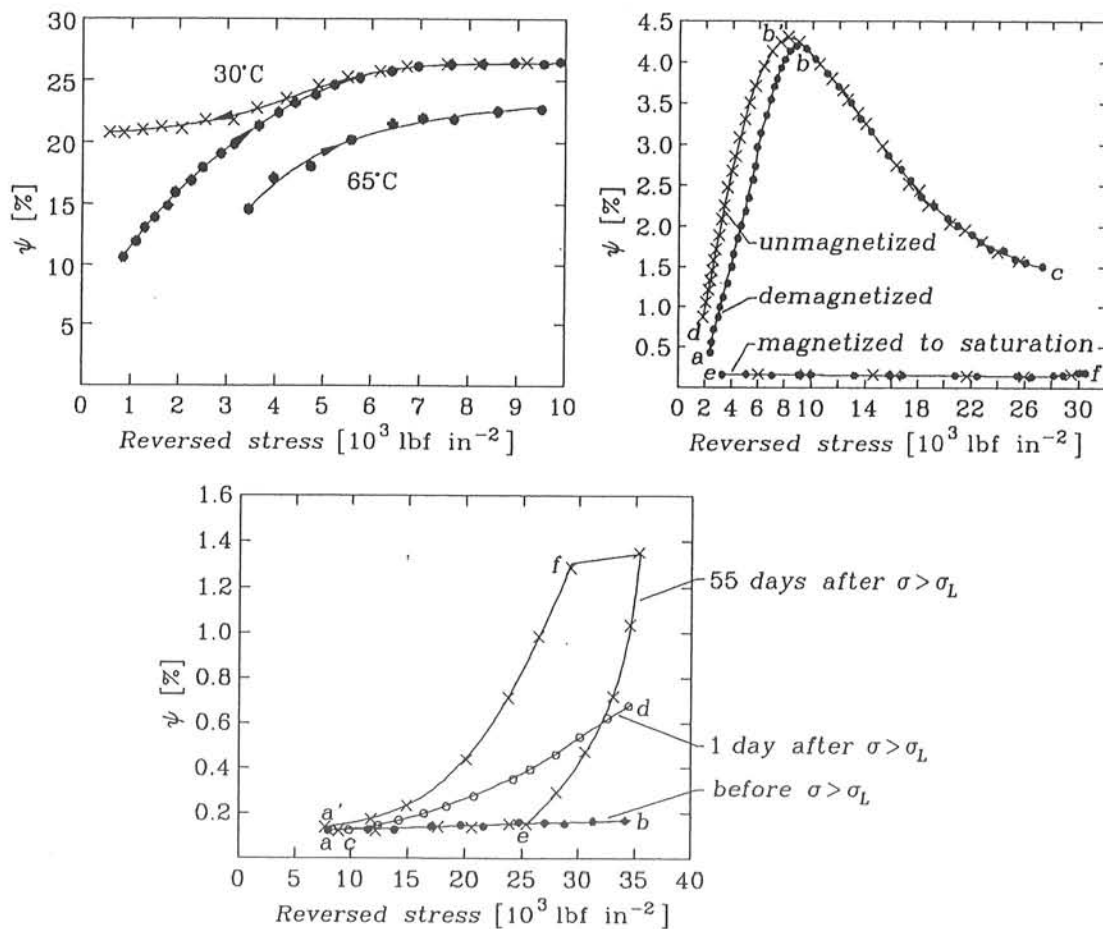 30
25
20
15
10
5
ψ [%]
30°C
65°C
0 1 2 3 4 5 6 7 8 9 10
Reversed stress [10³ lbf in⁻²]
4.5
4.0
3.5
3.0
2.5
2.0
1.5
1.0
0.5
ψ [%]
b'
b
unmagnetized
c
demagnetized
d
magnetized to saturation
a
e
f
0 2 4 6 8 10 14 18 22 26 30
Reversed stress [10³ lbf in⁻²]
1.6
1.4
1.2
1.0
0.8
0.6
0.4
0.2
ψ [%]
f
55 days after σ>σL
d
1 day after σ>σL
before σ>σL
a'
b
a c
e
0 5 10 15 20 25 30 35 40
Reversed stress [10³ lbf in⁻²]